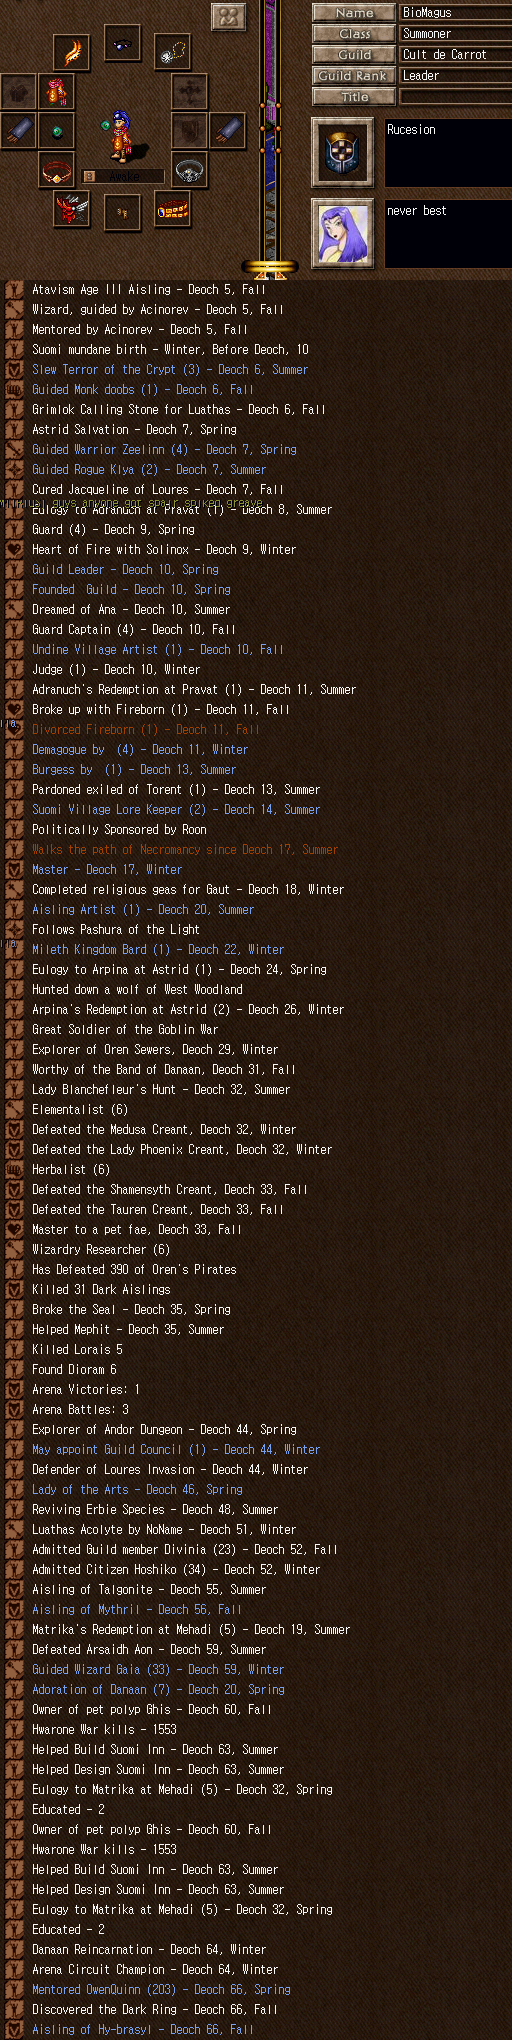 Name BioMagus
Class Summoner
Guild Cult de Carrot
Guild Rank Leader
Title
Rucesion
Awake
never best
Atavism Age III Aisling - Deoch 5, Fall
Wizard, guided by Acinorev - Deoch 5, Fall
Mentored by Acinorev - Deoch 5, Fall
Suomi mundane birth - Winter, Before Deoch, 10
Slew Terror of the Crypt (3) - Deoch 6, Summer
Guided Monk doobs (1) - Deoch 6, Fall
Grimlok Calling Stone for Luathas - Deoch 6, Fall
Astrid Salvation - Deoch 7, Spring
Guided Warrior Zeelinn (4) - Deoch 7, Spring
Guided Rogue Klya (2) - Deoch 7, Summer
Cured Jacqueline of Loures - Deoch 7, Fall
guys anyone got spair spiked greave
Eulogy to Adranuch at Pravat (1) - Deoch 8, Summer
Guard (4) - Deoch 9, Spring
Heart of Fire with Solinox - Deoch 9, Winter
Guild Leader - Deoch 10, Spring
Founded  Guild - Deoch 10, Spring
Dreamed of Ana - Deoch 10, Summer
Guard Captain (4) - Deoch 10, Fall
Undine Village Artist (1) - Deoch 10, Fall
Judge (1) - Deoch 10, Winter
Adranuch's Redemption at Pravat (1) - Deoch 11, Summer
Broke up with Fireborn (1) - Deoch 11, Fall
Divorced Fireborn (1) - Deoch 11, Fall
Demagogue by  (4) - Deoch 11, Winter
Burgess by  (1) - Deoch 13, Summer
Pardoned exiled of Torent (1) - Deoch 13, Summer
Suomi Village Lore Keeper (2) - Deoch 14, Summer
Politically Sponsored by Roon
Walks the path of Necromancy since Deoch 17, Summer
Master - Deoch 17, Winter
Completed religious geas for Gaut - Deoch 18, Winter
Aisling Artist (1) - Deoch 20, Summer
Follows Pashura of the Light
Mileth Kingdom Bard (1) - Deoch 22, Winter
Eulogy to Arpina at Astrid (1) - Deoch 24, Spring
Hunted down a wolf of West Woodland
Arpina's Redemption at Astrid (2) - Deoch 26, Winter
Great Soldier of the Goblin War
Explorer of Oren Sewers, Deoch 29, Winter
Worthy of the Band of Danaan, Deoch 31, Fall
Lady Blanchefleur's Hunt - Deoch 32, Summer
Elementalist (6)
Defeated the Medusa Creant, Deoch 32, Winter
Defeated the Lady Phoenix Creant, Deoch 32, Winter
Herbalist (6)
Defeated the Shamensyth Creant, Deoch 33, Fall
Defeated the Tauren Creant, Deoch 33, Fall
Master to a pet fae, Deoch 33, Fall
Wizardry Researcher (6)
Has Defeated 390 of Oren's Pirates
Killed 31 Dark Aislings
Broke the Seal - Deoch 35, Spring
Helped Mephit - Deoch 35, Summer
Killed Lorais 5
Found Dioram 6
Arena Victories: 1
Arena Battles: 3
Explorer of Andor Dungeon - Deoch 44, Spring
May appoint Guild Council (1) - Deoch 44, Winter
Defender of Loures Invasion - Deoch 44, Winter
Lady of the Arts - Deoch 46, Spring
Reviving Erbie Species - Deoch 48, Summer
Luathas Acolyte by NoName - Deoch 51, Winter
Admitted Guild member Divinia (23) - Deoch 52, Fall
Admitted Citizen Hoshiko (34) - Deoch 52, Winter
Aisling of Talgonite - Deoch 55, Summer
Aisling of Mythril - Deoch 56, Fall
Matrika's Redemption at Mehadi (5) - Deoch 19, Summer
Defeated Arsaidh Aon - Deoch 59, Summer
Guided Wizard Gaia (33) - Deoch 59, Winter
Adoration of Danaan (7) - Deoch 20, Spring
Owner of pet polyp Ghis - Deoch 60, Fall
Hwarone War kills - 1553
Helped Build Suomi Inn - Deoch 63, Summer
Helped Design Suomi Inn - Deoch 63, Summer
Eulogy to Matrika at Mehadi (5) - Deoch 32, Spring
Educated - 2
Owner of pet polyp Ghis - Deoch 60, Fall
Hwarone War kills - 1553
Helped Build Suomi Inn - Deoch 63, Summer
Helped Design Suomi Inn - Deoch 63, Summer
Eulogy to Matrika at Mehadi (5) - Deoch 32, Spring
Educated - 2
Danaan Reincarnation - Deoch 64, Winter
Arena Circuit Champion - Deoch 64, Winter
Mentored OwenQuinn (203) - Deoch 66, Spring
Discovered the Dark Ring - Deoch 66, Fall
Aisling of Hy-brasyl - Deoch 66, Fall